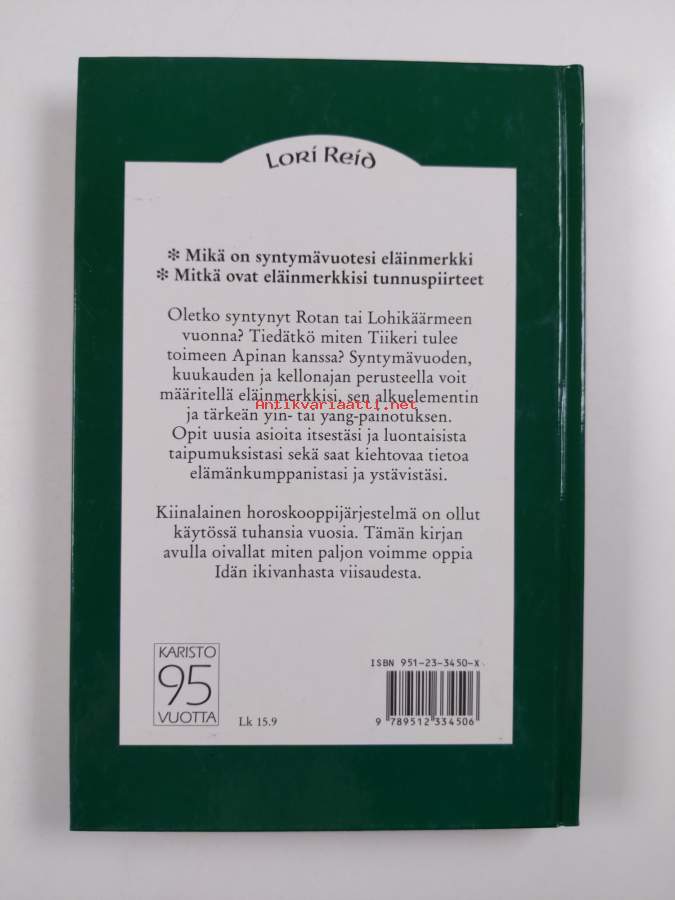 Lori Reid
✻ Mikä on syntymävuotesi eläinmerkki
✻ Mitkä ovat eläinmerkkisi tunnuspiirteet
Oletko syntynyt Rotan tai Lohikäärmeen
vuonna? Tiedätkö miten Tiikeri tulee
toimeen Apinan kanssa? Syntymävuoden,
kuukauden ja kellonajan perusteella voit
määritellä eläinmerkkisi, sen alkuelementin
Antikvariaatti.net
ja tärkeän yin- tai yang-painotuksen.
Opit uusia asioita itsestäsi ja luontaisista
taipumuksistasi sekä saat kiehtovaa tietoa
elämänkumppanistasi ja ystävistäsi.
Kiinalainen horoskooppijärjestelmä on ollut
käytössä tuhansia vuosia. Tämän kirjan
avulla oivallat miten paljon voimme oppia
Idän ikivanhasta viisaudesta.
KARISTO
95
VUOTTA
Lk 15.9
ISBN 951-23-3450-X
9 789512 334506